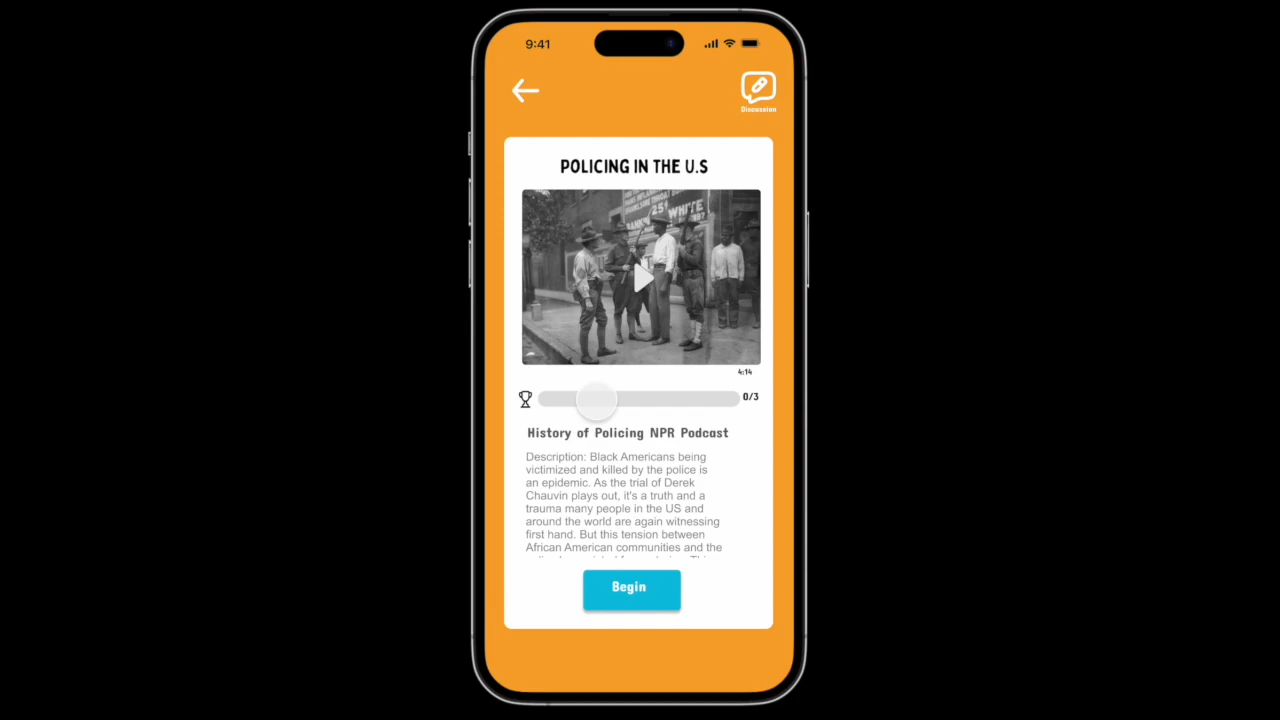 9:41
Discussion
POLICING IN THE U.S
25¢ WHITE
4:14
0/3
History of Policing NPR Podcast
Description: Black Americans being
victimized and killed by the police is
an epidemic. As the trial of Derek
Chauvin plays out, it's a truth and a
trauma many people in the US and
around the world are again witnessing
first hand. But this tension between
African American communities and the
Begin